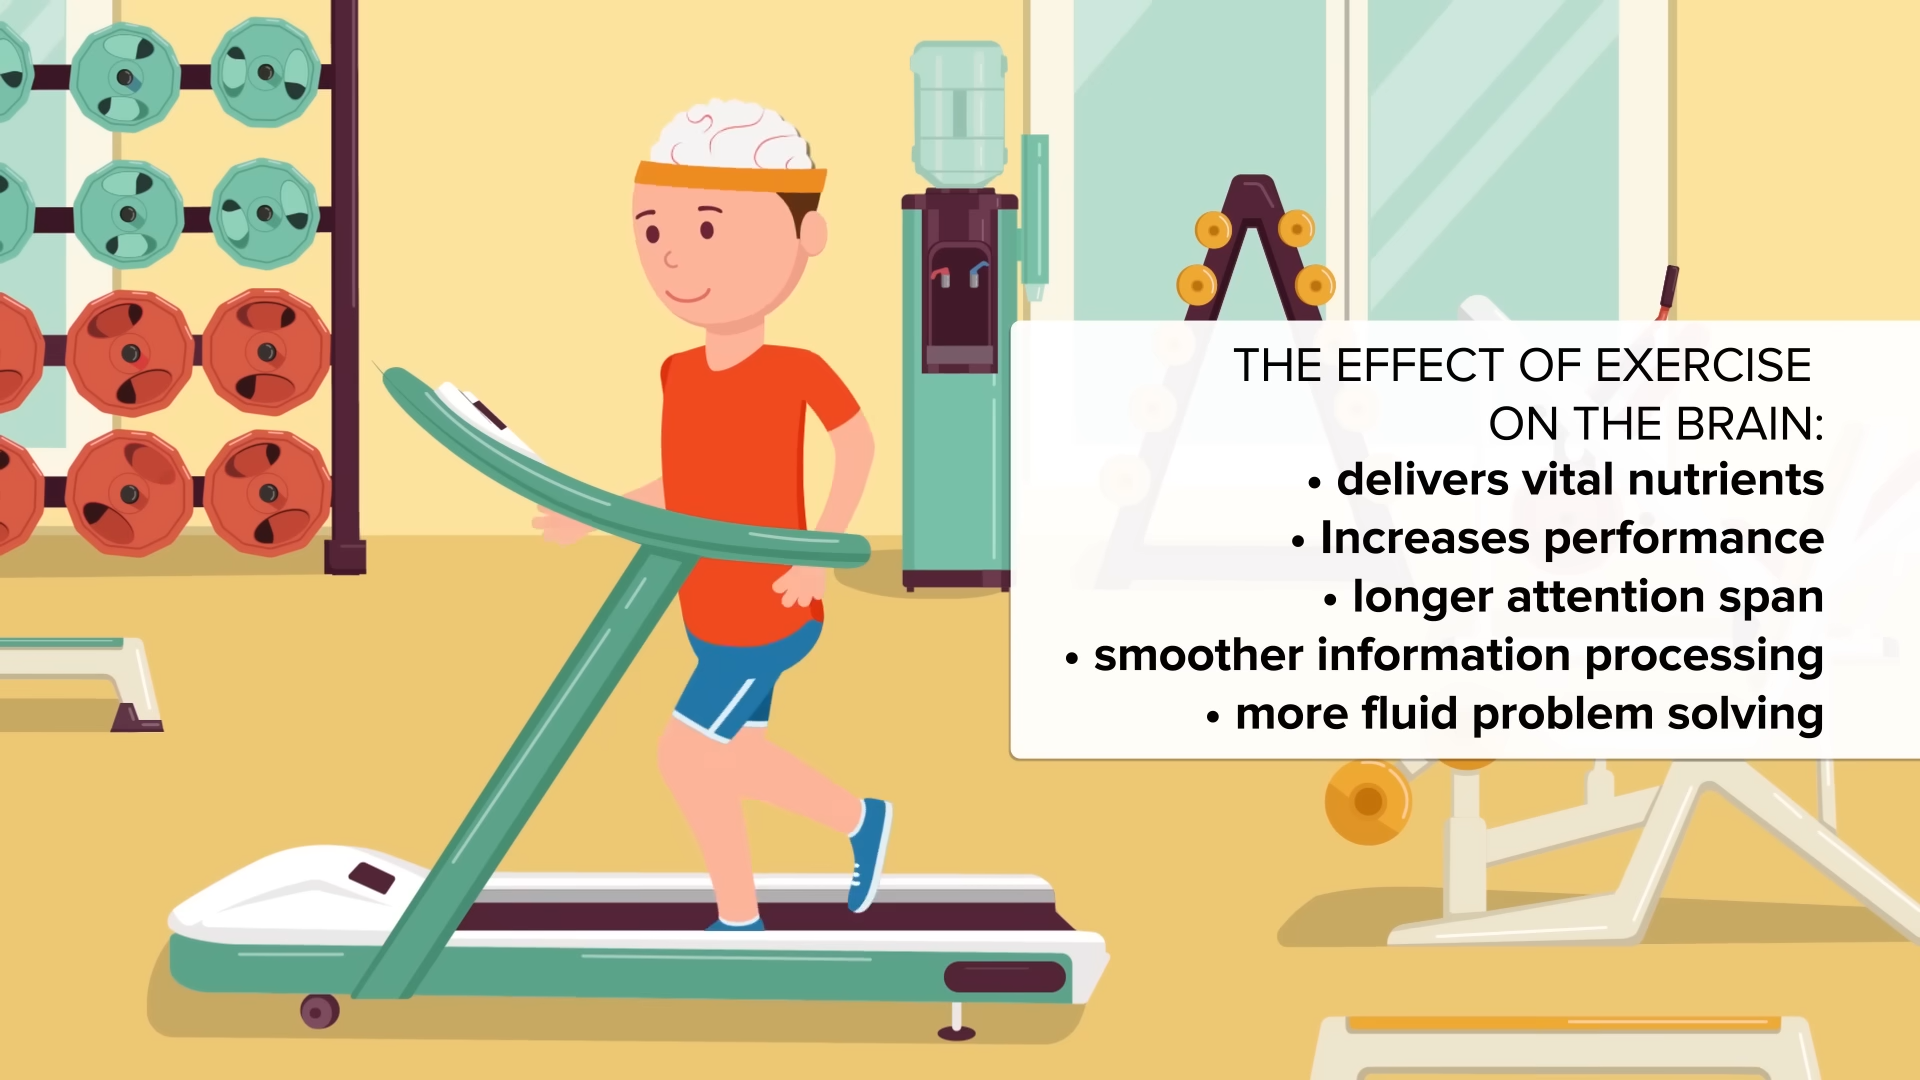 THE EFFECT OF EXERCISE
ON THE BRAIN:
• delivers vital nutrients
• Increases performance
• longer attention span
• smoother information processing
• more fluid problem solving